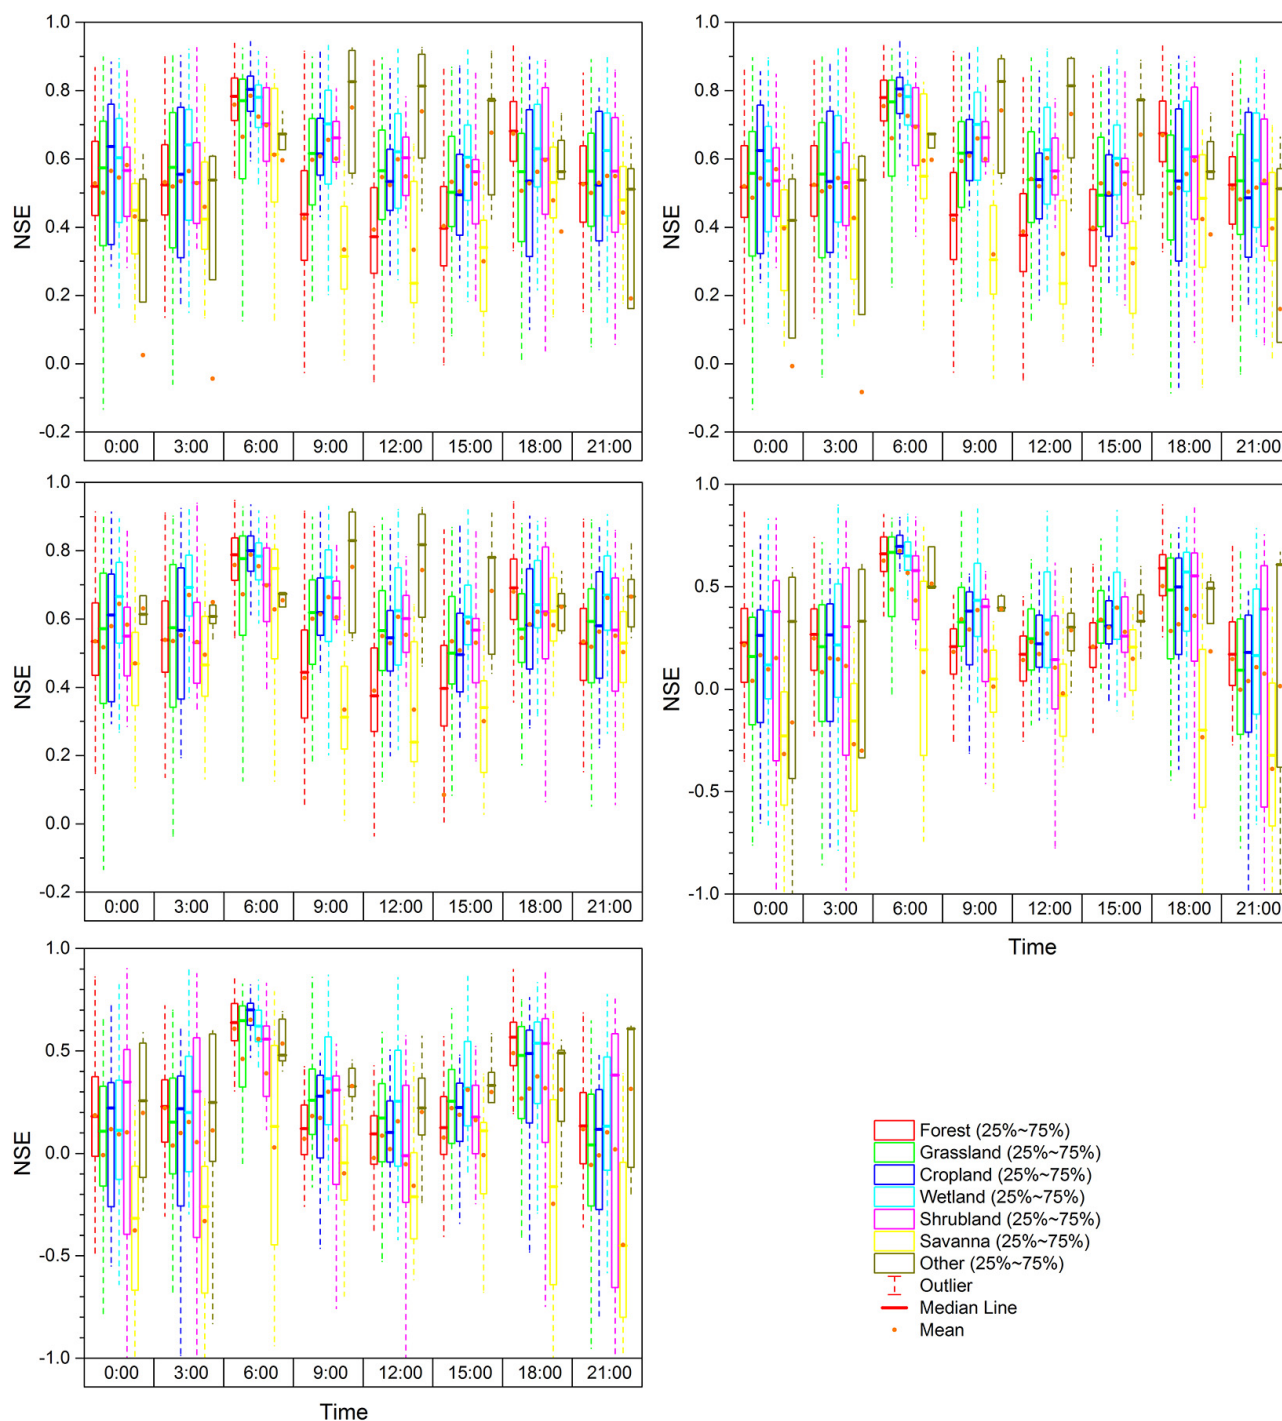 1.0
0.8
0.6
0.4
0.2
0.0
-0.2
NSE
0:00 3:00 6:00 9:00 12:00 15:00 18:00 21:00
1.0
0.8
0.6
0.4
0.2
0.0
-0.2
NSE
0:00 3:00 6:00 9:00 12:00 15:00 18:00 21:00
1.0
0.8
0.6
0.4
0.2
0.0
-0.2
NSE
0:00 3:00 6:00 9:00 12:00 15:00 18:00 21:00
1.0
0.5
0.0
-0.5
-1.0
NSE
0:00 3:00 6:00 9:00 12:00 15:00 18:00 21:00
Time
1.0
0.5
0.0
-0.5
-1.0
NSE
0:00 3:00 6:00 9:00 12:00 15:00 18:00 21:00
Time
Forest (25%~75%)
Grassland (25%~75%)
Cropland (25%~75%)
Wetland (25%~75%)
Shrubland (25%~75%)
Savanna (25%~75%)
Other (25%~75%)
Outlier
Median Line
Mean